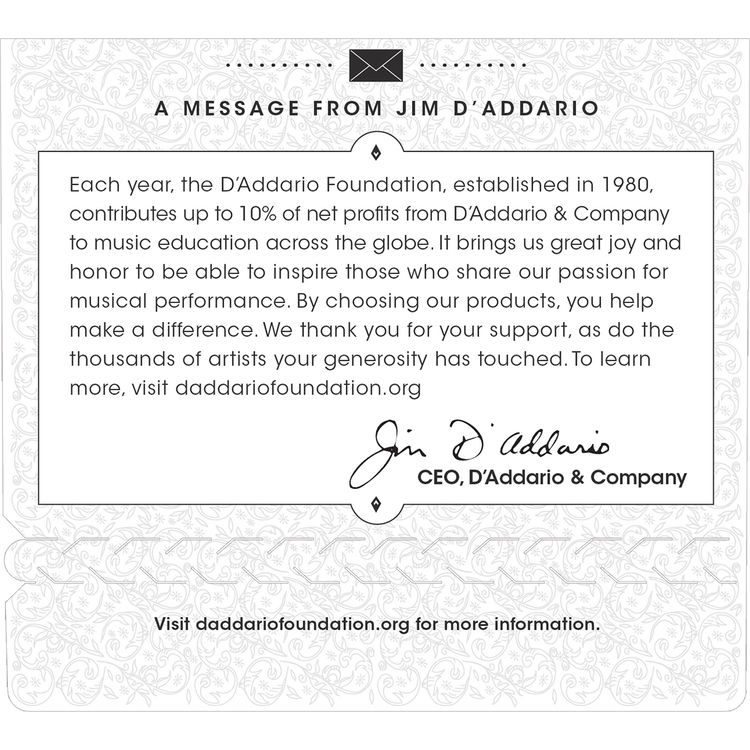 A MESSAGE FROM JIM D'ADDARIO
Each year, the D'Addario Foundation, established in 1980,
contributes up to 10% of net profits from D'Addario & Company
to music education across the globe. It brings us great joy and
honor to be able to inspire those who share our passion for
musical performance. By choosing our products, you help
make a difference. We thank you for your support, as do the
thousands of artists your generosity has touched. To learn
more, visit daddariofoundation.org
Jim D'Addario
CEO, D'Addario & Company
Visit daddariofoundation.org for more information.